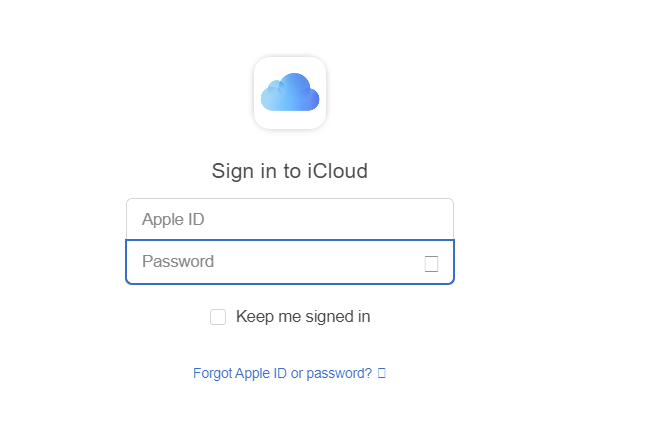 Sign in to iCloud
Apple ID
Password
Keep me signed in
Forgot Apple ID or password?